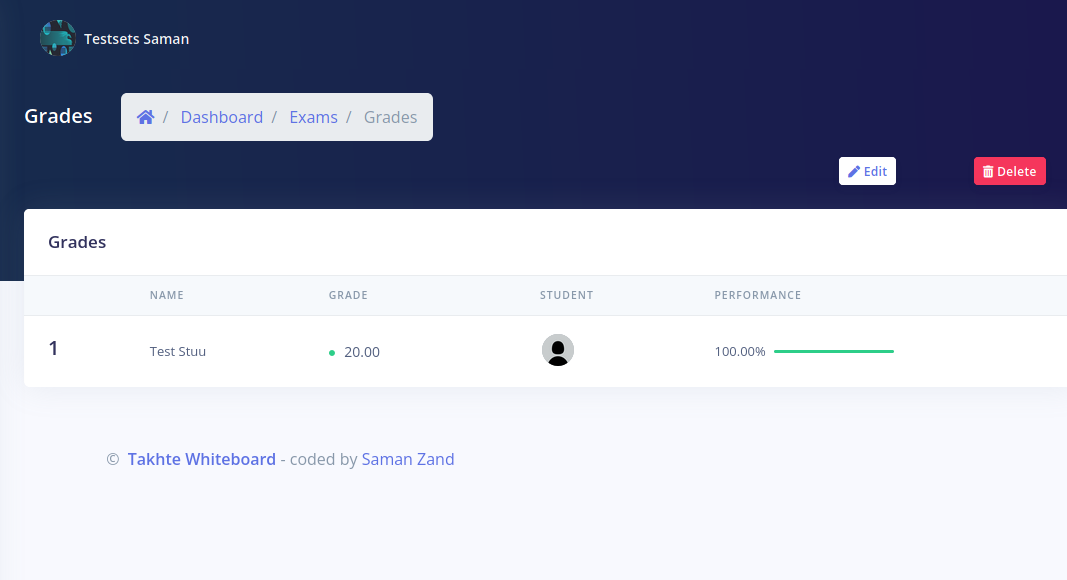 Testsets Saman
Grades
/ Dashboard / Exams / Grades
Edit
Delete
Grades
NAME GRADE STUDENT PERFORMANCE
1 Test Stuu 20.00 100.00%
© Takhte Whiteboard - coded by Saman Zand